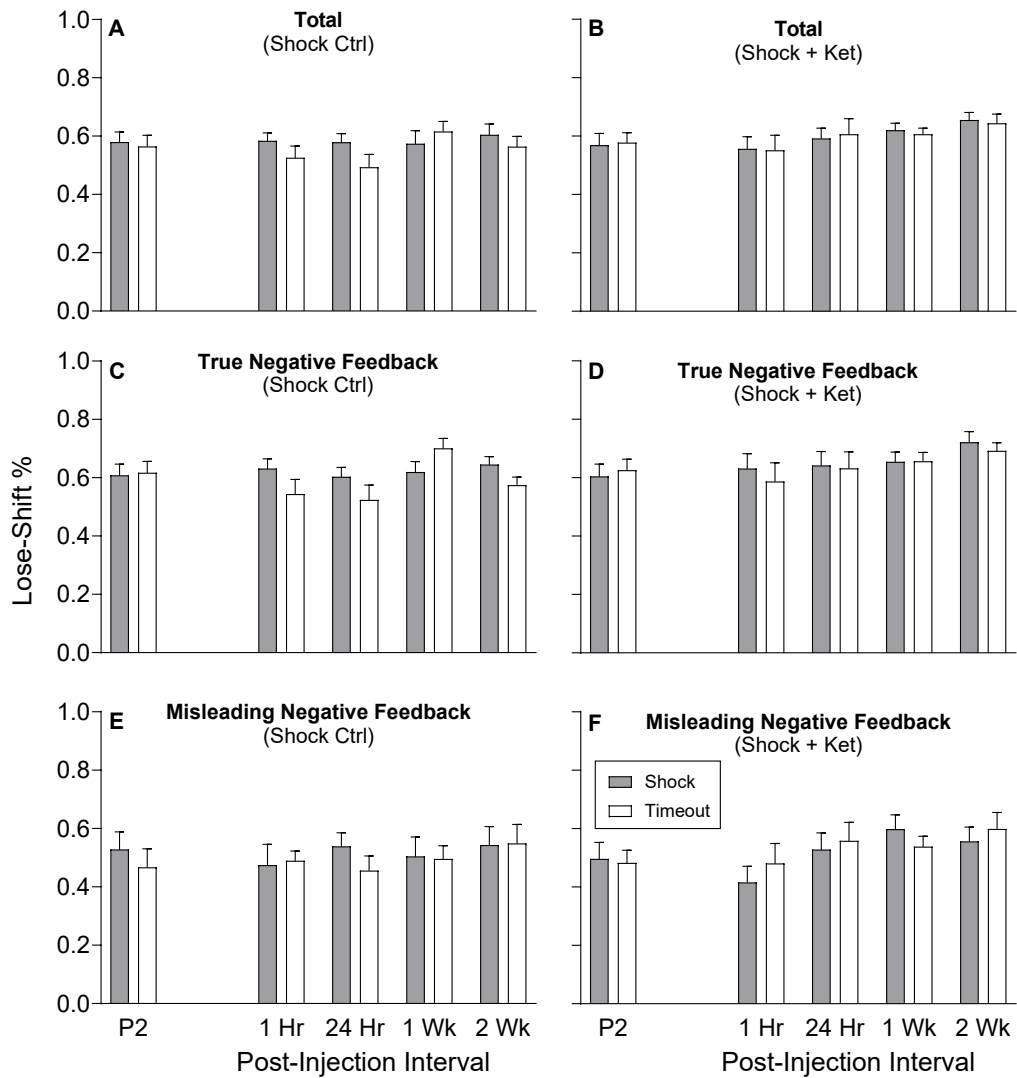 A
Total
(Shock Ctrl)
1.0
0.8
0.6
0.4
0.2
0.0
B
Total
(Shock + Ket)
C
True Negative Feedback
(Shock Ctrl)
1.0
0.8
0.6
0.4
0.2
0.0
D
True Negative Feedback
(Shock + Ket)
Lose-Shift %
E
Misleading Negative Feedback
(Shock Ctrl)
1.0
0.8
0.6
0.4
0.2
0.0
F
Misleading Negative Feedback
(Shock + Ket)
Shock
Timeout
P2 1 Hr 24 Hr 1 Wk 2 Wk
Post-Injection Interval
P2 1 Hr 24 Hr 1 Wk 2 Wk
Post-Injection Interval